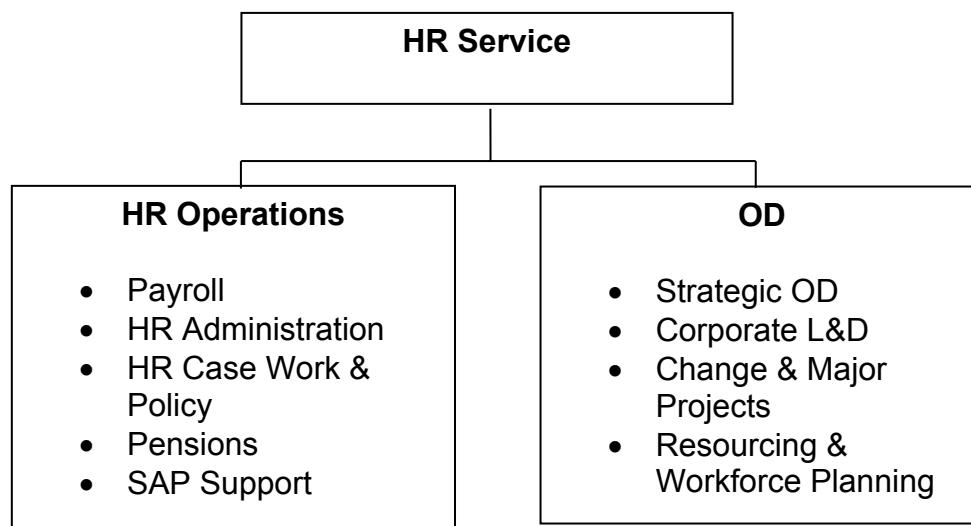 HR Service
HR Operations
• Payroll
• HR Administration
• HR Case Work &
Policy
• Pensions
• SAP Support
OD
• Strategic OD
• Corporate L&D
• Change & Major
Projects
• Resourcing &
Workforce Planning